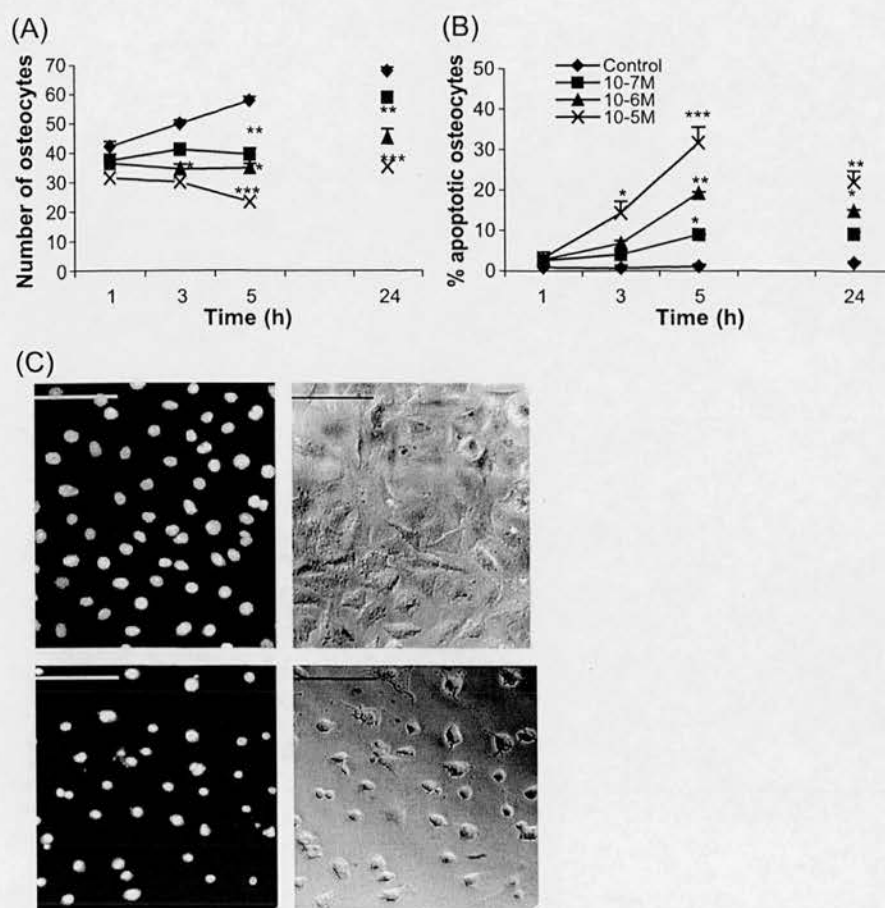 (A)
Number of osteocytes
70
60
50
40
30
20
10
0
1 3 5 24
Time (h)
**
**
**
*
***
***
(B)
% apoptotic osteocytes
50
40
30
20
10
0
1 3 5 24
Time (h)
Control
10-7M
10-6M
10-5M
*
***
**
*
**
*
(C)